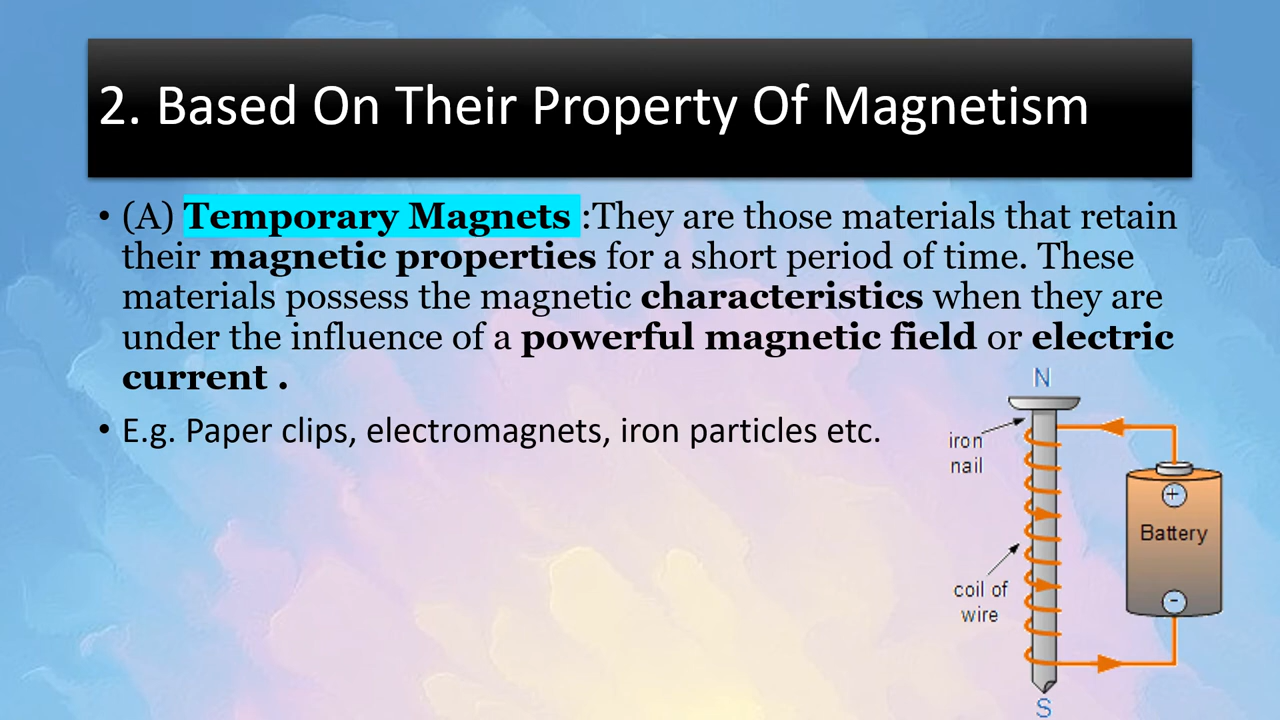 2. Based On Their Property Of Magnetism
• (A) Temporary Magnets :They are those materials that retain
their magnetic properties for a short period of time. These
materials possess the magnetic characteristics when they are
under the influence of a powerful magnetic field or electric
current .
• E.g. Paper clips, electromagnets, iron particles etc.
N
iron
nail
+
Battery
coil of
wire
-
S